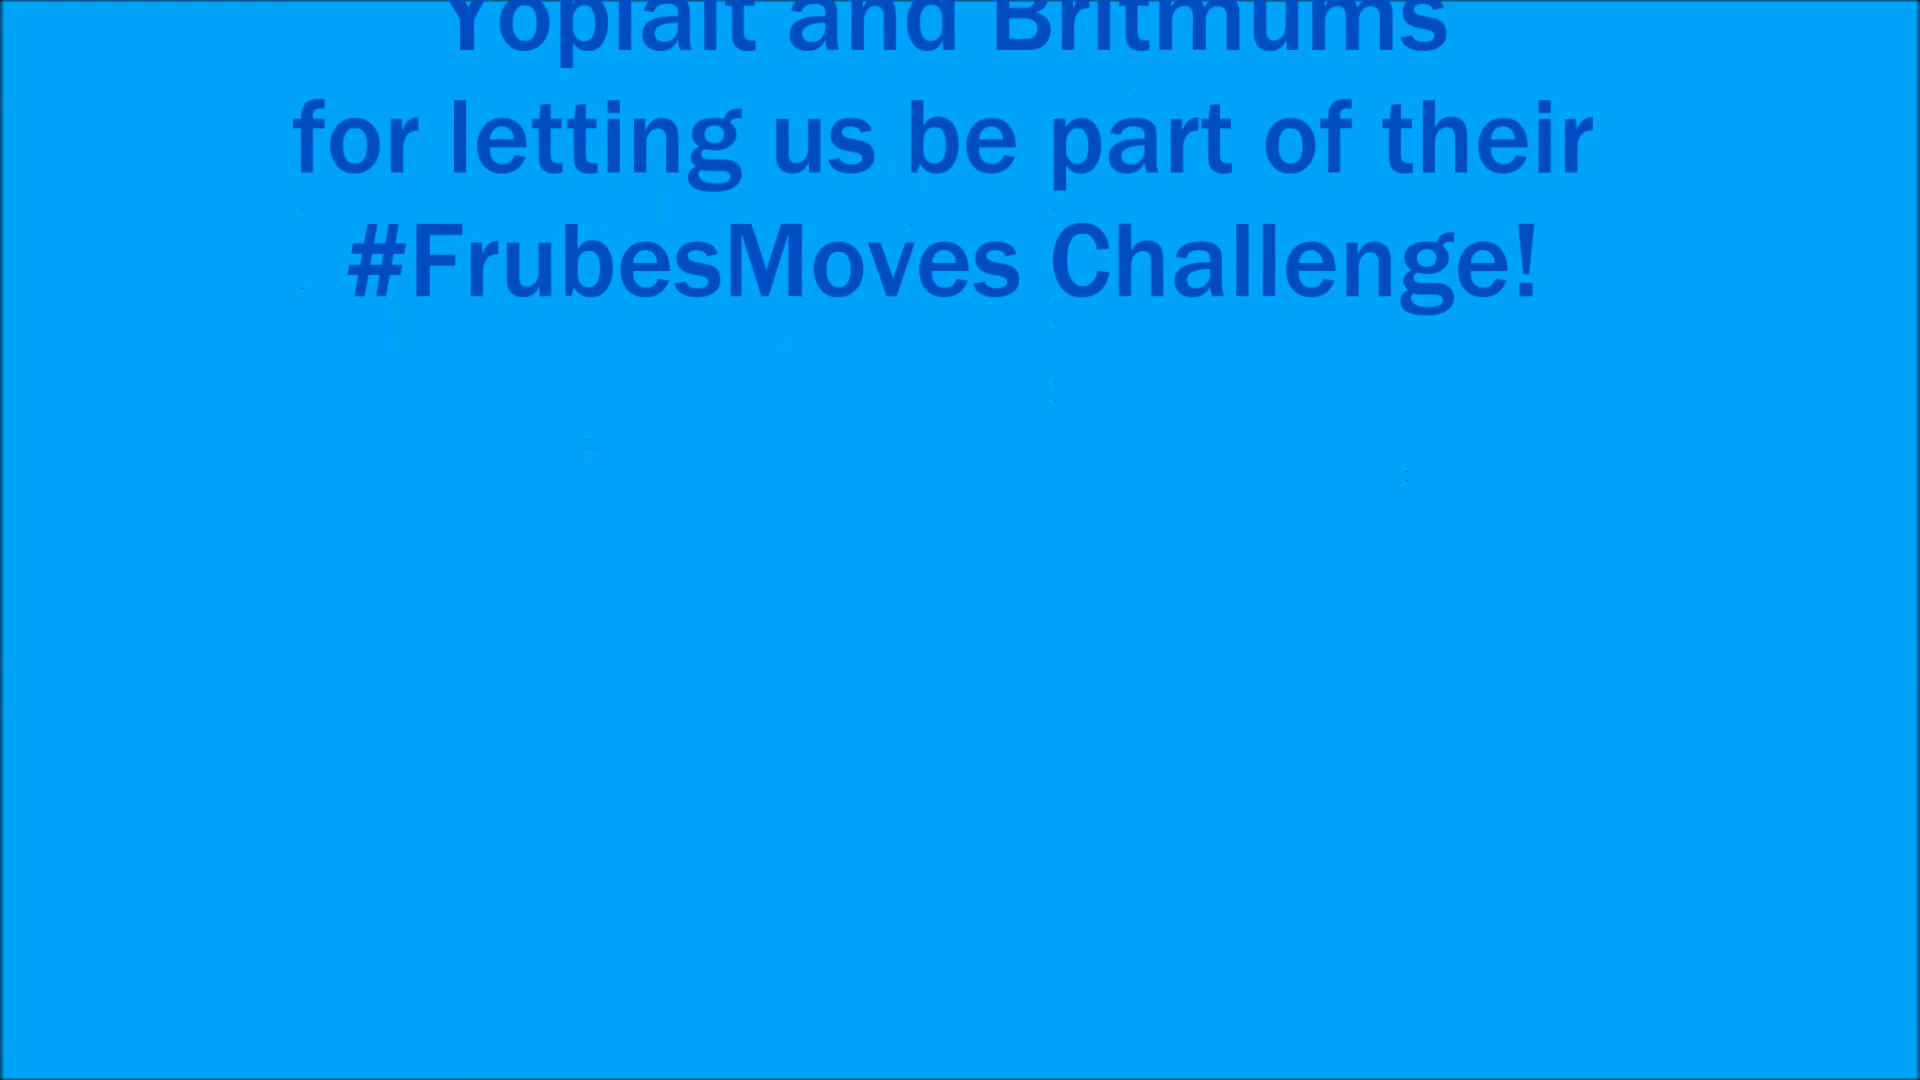 Yoplait and Britmums
for letting us be part of their
#FrubesMoves Challenge!